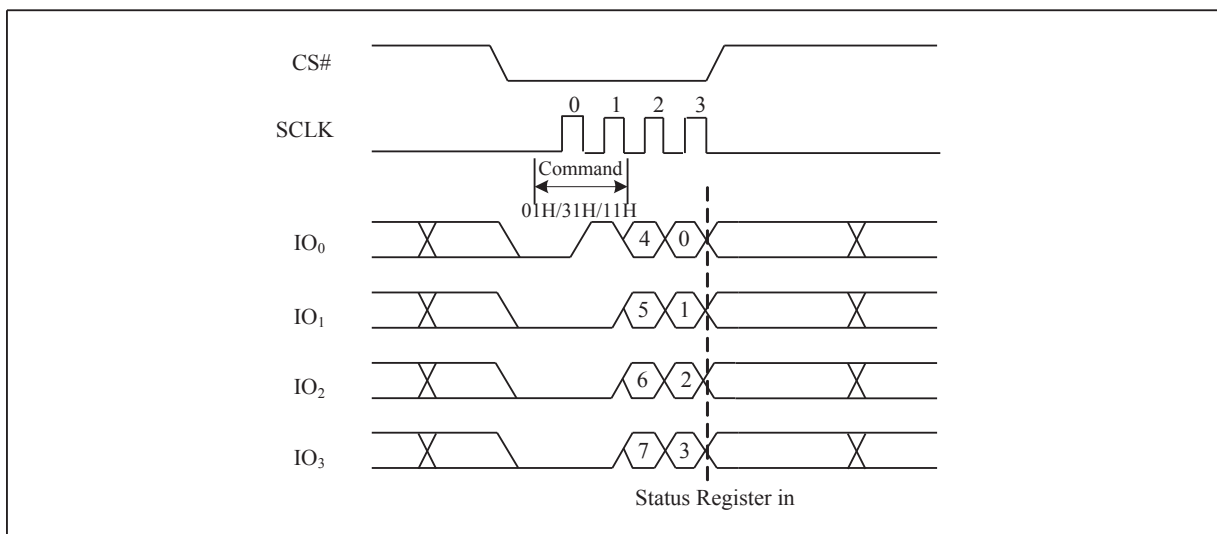 CS#
0 1 2 3
SCLK
Command
01H/31H/11H
IO0 4 0
IO1 5 1
IO2 6 2
IO3 7 3
Status Register in